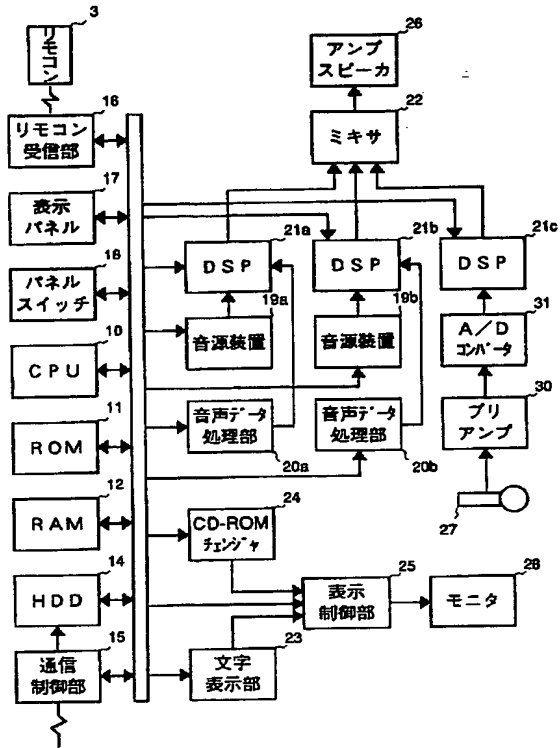 3
リモコン
16
リモコン
受信部
17
表示
パネル
18
パネル
スイッチ
10
CPU
11
ROM
12
RAM
14
HDD
15
通信
制御部
26
アンプ
スピーカ
22
ミキサ
21a
DSP
21b
DSP
21c
DSP
19a
音源装置
19b
音源装置
31
A/D
コンバータ
20a
音声データ
処理部
20b
音声データ
処理部
30
プリ
アンプ
27
24
CD-ROM
チェンジャ
25
表示
制御部
28
モニタ
23
文字
表示部